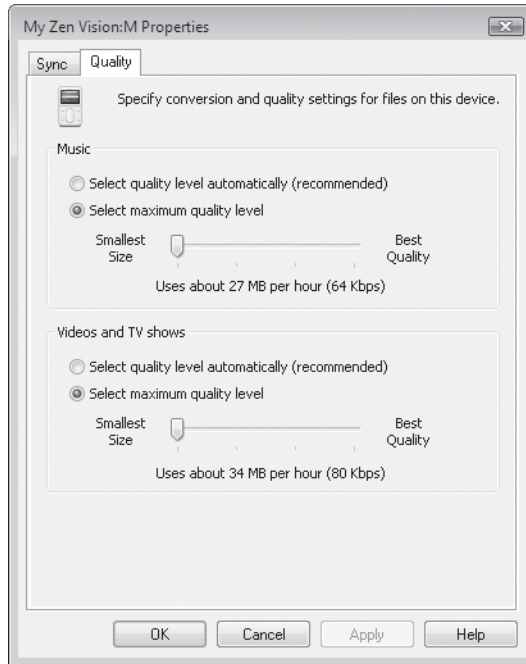 My Zen Vision:M Properties
Sync Quality
Specify conversion and quality settings for files on this device.
Music
Select quality level automatically (recommended)
Select maximum quality level
Smallest Size
Best Quality
Uses about 27 MB per hour (64 Kbps)
Videos and TV shows
Select quality level automatically (recommended)
Select maximum quality level
Smallest Size
Best Quality
Uses about 34 MB per hour (80 Kbps)
OK Cancel Apply Help